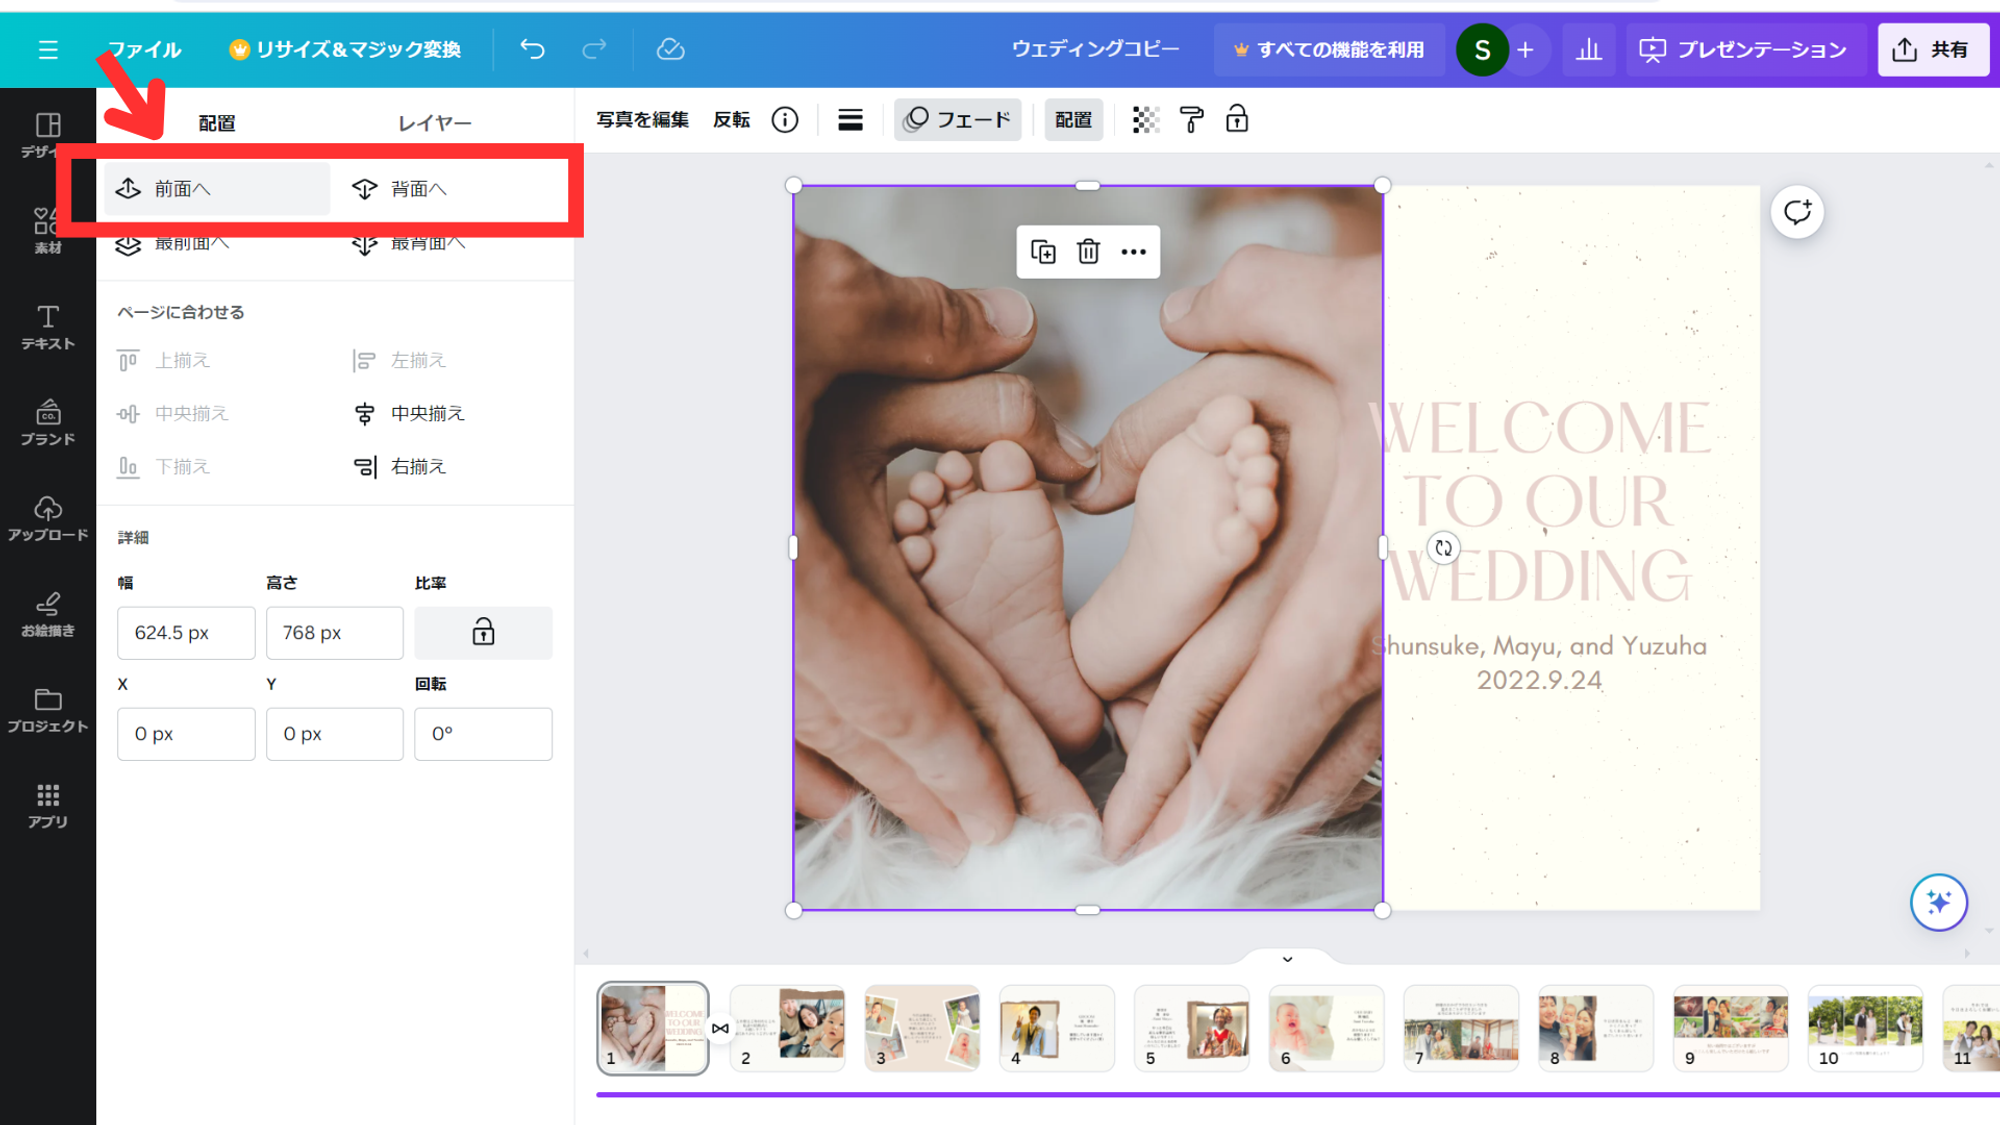 ファイル
リサイズ&マジック変換
ウェディングコピー
すべての機能を利用
S
プレゼンテーション
共有
デザイ
素材
テキスト
ブランド
CO.
アップロード
お絵描き
プロジェクト
アプリ
配置
レイヤー
前面へ
背面へ
最前面へ
最背面へ
ページに合わせる
上揃え
左揃え
中央揃え
中央揃え
下揃え
右揃え
詳細
幅
高さ
比率
624.5 px
768 px
X
Y
回転
0 px
0 px
0°
写真を編集
反転
フェード
配置
WELCOME
TO OUR
WEDDING
Shunsuke, Mayu, and Yuzuha
2022.9.24
WELCOME
TO OUR
WEDDING
1
2
3
4
5
6
7
8
9
10
11